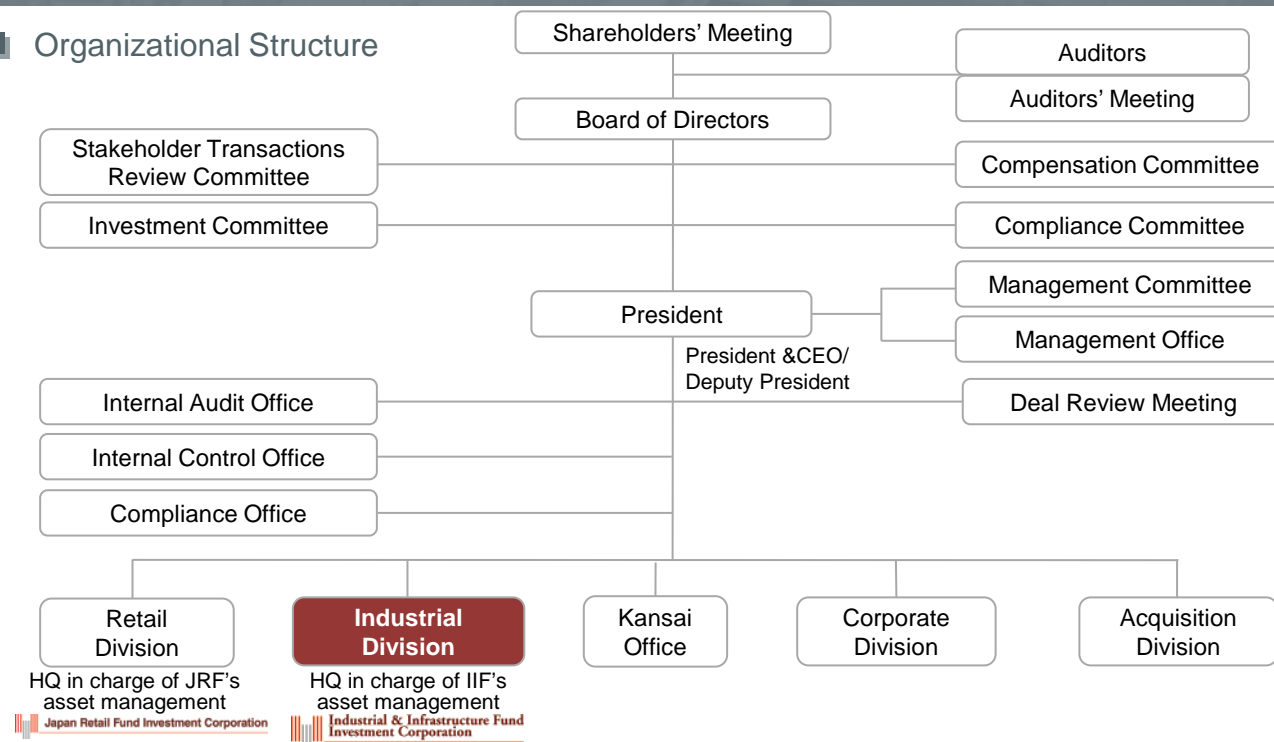 Organizational Structure
Shareholders' Meeting
Auditors
Auditors' Meeting
Board of Directors
Stakeholder Transactions
Review Committee
Compensation Committee
Investment Committee
Compliance Committee
Management Committee
President
Management Office
President &CEO/
Deputy President
Internal Audit Office
Deal Review Meeting
Internal Control Office
Compliance Office
Retail
Division
Industrial
Division
Kansai
Office
Corporate
Division
Acquisition
Division
HQ in charge of JRF's
asset management
Japan Retail Fund Investment Corporation
HQ in charge of IIF's
asset management
Industrial & Infrastructure Fund
Investment Corporation